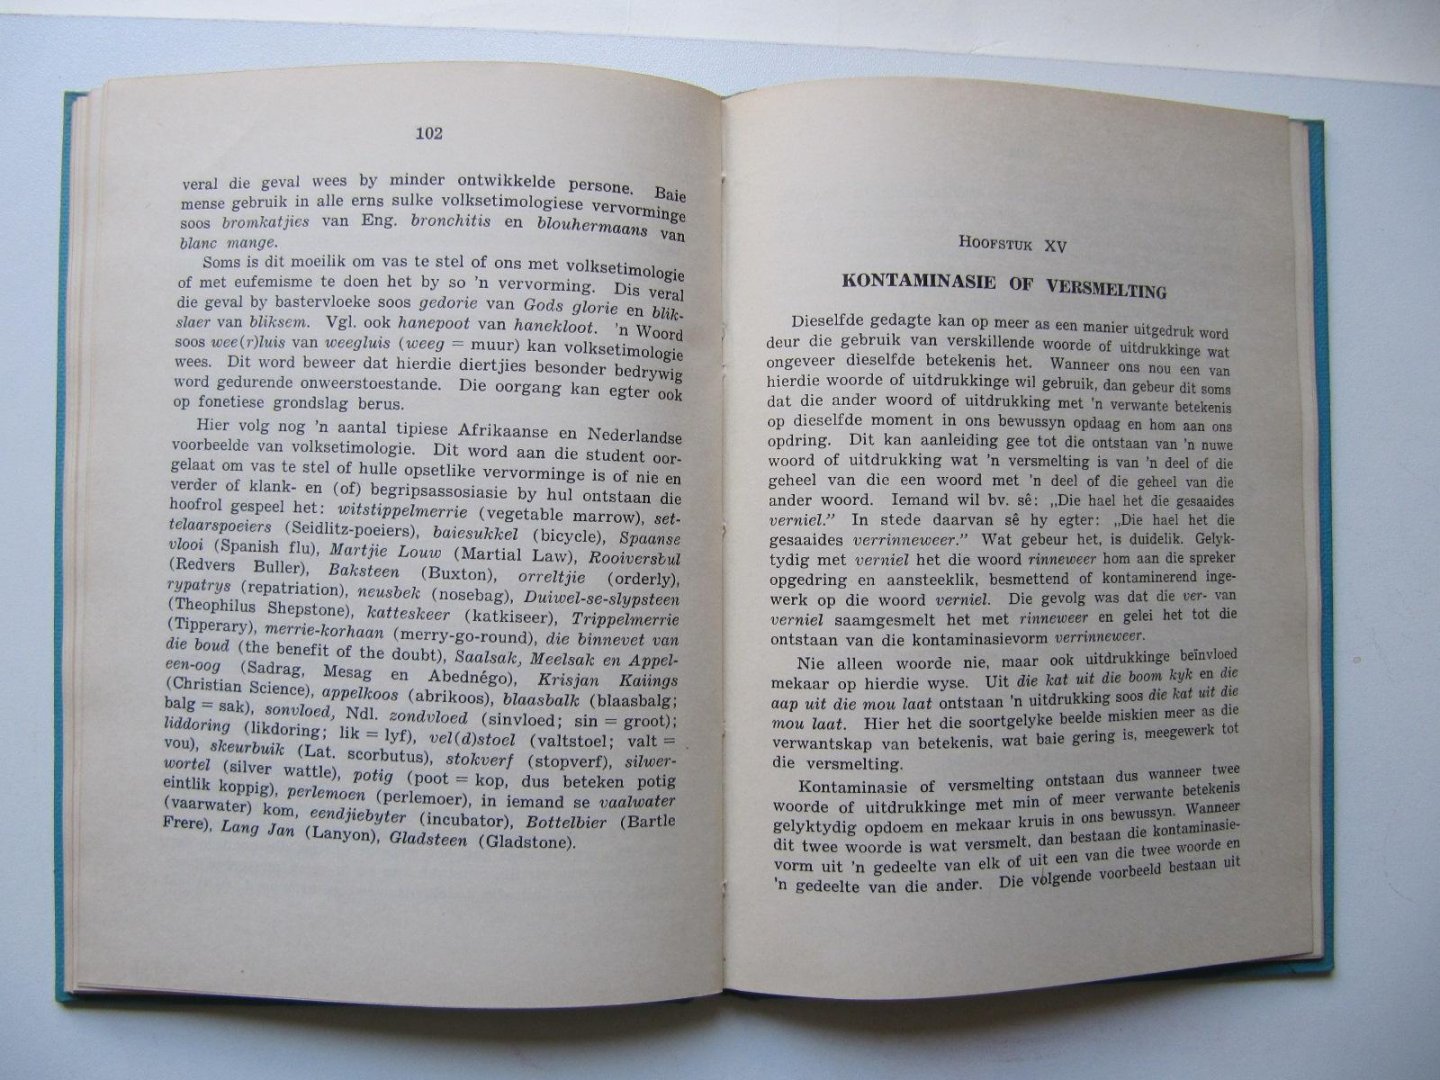 102
veral die geval wees by minder ontwikkelde persone. Baie
mense gebruik in alle erns sulke volksetimologiese vervorminge
soos bromkatjies van Eng. bronchitis en blouhermaans van
blanc mange.
Soms is dit moeilik om vas te stel of ons met volksetimologie
of met eufemisme te doen het by so 'n vervorming. Dis veral
die geval by bastervloeke soos gedorie van Gods glorie en blik-
slaer van bliksem. Vgl. ook hanepoot van hanekloot. 'n Woord
soos wee(r)luis van weegluis (weeg = muur) kan volksetimologie
wees. Dit word beweer dat hierdie diertjies besonder bedrywig
word gedurende onweerstoestande. Die oorgang kan egter ook
op fonetiese grondslag berus.
Hier volg nog 'n aantal tipiese Afrikaanse en Nederlandse
voorbeelde van volksetimologie. Dit word aan die student oor-
gelaat om vas te stel of hulle opsetlike vervorminge is of nie en
verder of klank- en (of) begripsassosiasie by hul ontstaan die
hoofrol gespeel het: witstippelmerrie (vegetable marrow), set-
telaarspoeiers (Seidlitz-poeiers), baiesukkel (bicycle), Spaanse
vlooi (Spanish flu), Martjie Louw (Martial Law), Rooiversbul
(Redvers Buller), Baksteen (Buxton), orreltjie (orderly),
rypatrys (repatriation), neusbek (nosebag), Duiwel-se-slypsteen
(Theophilus Shepstone), katteskeer (katkiseer), Trippelmerrie
(Tipperary), merrie-korhaan (merry-go-round), die binnevet van
die boud (the benefit of the doubt), Saalsak, Meelsak en Appel-
een-oog (Sadrag, Mesag en Abednégo), Krisjan Kaiings
(Christian Science), appelkoos (abrikoos), blaasbalk (blaasbalg;
balg = sak), sonvloed, Ndl. zondvloed (sinvloed; sin = groot);
liddoring (likdoring; lik = lyf), vel(d)stoel (valtstoel; valt =
vou), skeurbuik (Lat. scorbutus), stokverf (stopverf), silwer-
wortel (silver wattle), potig (poot = kop, dus beteken potig
eintlik koppig), perlemoen (perlemoer), in iemand se vaalwater
(vaarwater) kom, eendjiebyter (incubator), Bottelbier (Bartle
Frere), Lang Jan (Lanyon), Gladsteen (Gladstone).
HOOFSTUK XV
KONTAMINASIE OF VERSMELTING
Dieselfde gedagte kan op meer as een manier uitgedruk word
deur die gebruik van verskillende woorde of uitdrukkinge wat
ongeveer dieselfde betekenis het. Wanneer ons nou een van
hierdie woorde of uitdrukkinge wil gebruik, dan gebeur dit soms
dat die ander woord of uitdrukking met 'n verwante betekenis
op dieselfde moment in ons bewussyn opdaag en hom aan ons
opdring. Dit kan aanleiding gee tot die ontstaan van 'n nuwe
woord of uitdrukking wat 'n versmelting is van 'n deel of die
geheel van die een woord met 'n deel of die geheel van die
ander woord. Iemand wil bv. sê: „Die hael het die gesaaides
verniel.” In stede daarvan sê hy egter: „Die hael het die
gesaaides verrinneweer.” Wat gebeur het, is duidelik. Gelyk-
tydig met verniel het die woord rinneweer hom aan die spreker
opgedring en aansteeklik, besmettend of kontaminerend inge-
werk op die woord verniel. Die gevolg was dat die ver- van
verniel saamgesmelt het met rinneweer en gelei het tot die
ontstaan van die kontaminasievorm verrinneweer.
Nie alleen woorde nie, maar ook uitdrukkinge beïnvloed
mekaar op hierdie wyse. Uit die kat uit die boom kyk en die
aap uit die mou laat ontstaan 'n uitdrukking soos die kat uit die
mou laat. Hier het die soortgelyke beelde miskien meer as die
verwantskap van betekenis, wat baie gering is, meegewerk tot
die versmelting.
Kontaminasie of versmelting ontstaan dus wanneer twee
woorde of uitdrukkinge met min of meer verwante betekenis
gelyktydig opdoem en mekaar kruis in ons bewussyn. Wanneer
dit twee woorde is wat versmelt, dan bestaan die kontaminasie-
vorm uit 'n gedeelte van elk of uit een van die twee woorde en
'n gedeelte van die ander. Die volgende voorbeeld bestaan uit